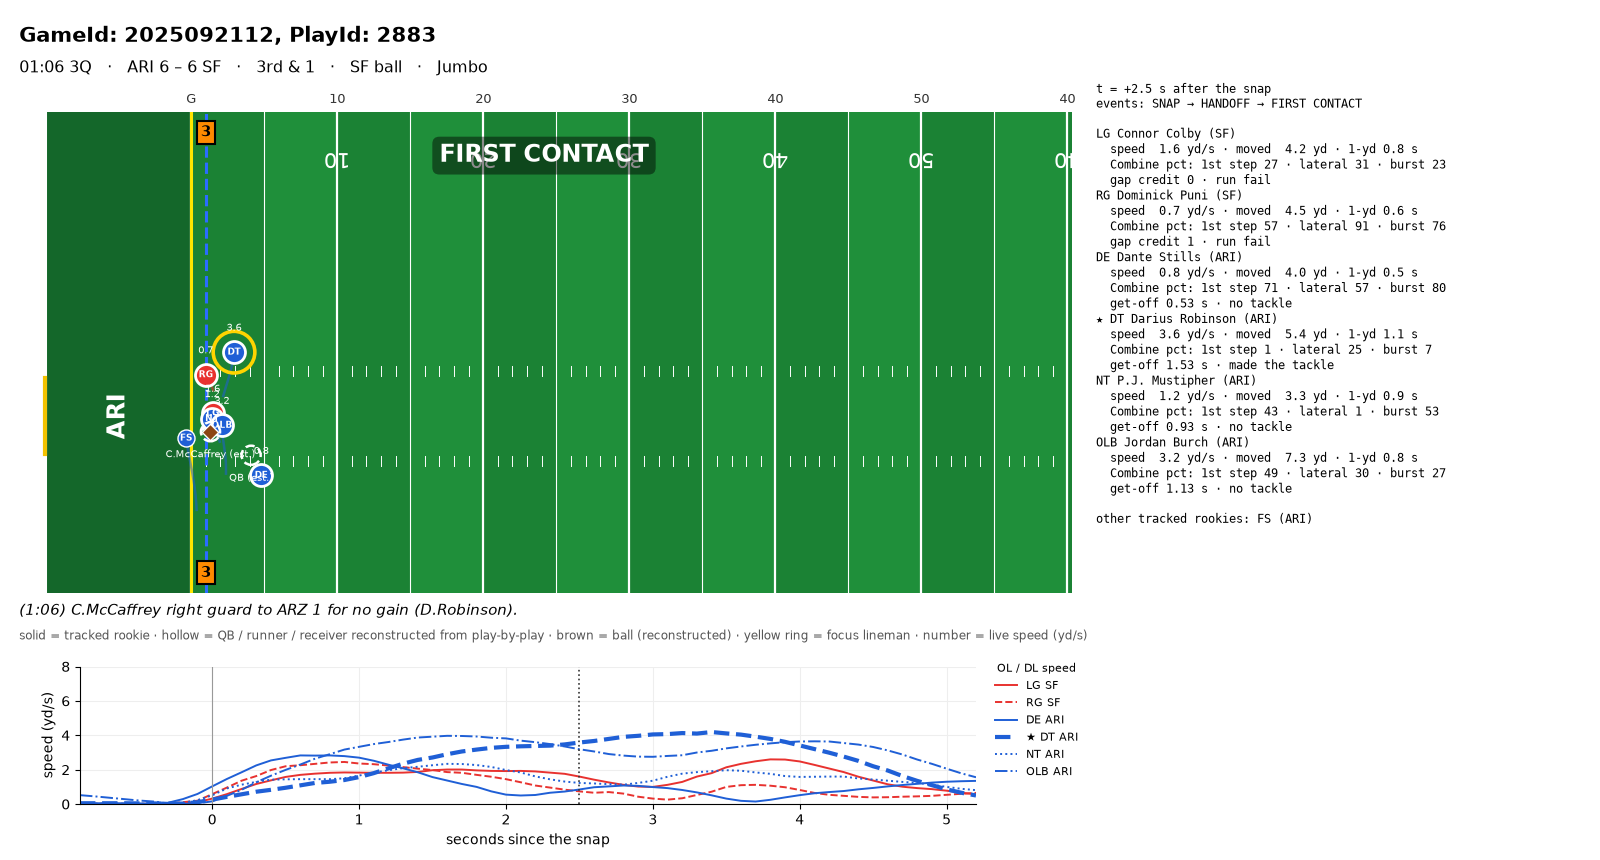 GameId: 2025092112, PlayId: 2883
01:06 3Q · ARI 6 – 6 SF · 3rd & 1 · SF ball · Jumbo
G 10 20 30 40 50 40
3
FIRST CONTACT
10 20 30 40 50 40
3.6
DT
0.7
RG
1.6
1.2
3.2
OLB
FS
ARI
C.McCaffrey (est.)
0.8
QB (est.
DE
3
(1:06) C.McCaffrey right guard to ARZ 1 for no gain (D.Robinson).
solid = tracked rookie · hollow = QB / runner / receiver reconstructed from play-by-play · brown = ball (reconstructed) · yellow ring = focus lineman · number = live speed (yd/s)
t = +2.5 s after the snap
events: SNAP → HANDOFF → FIRST CONTACT
LG Connor Colby (SF)
speed 1.6 yd/s · moved 4.2 yd · 1-yd 0.8 s
Combine pct: 1st step 27 · lateral 31 · burst 23
gap credit 0 · run fail
RG Dominick Puni (SF)
speed 0.7 yd/s · moved 4.5 yd · 1-yd 0.6 s
Combine pct: 1st step 57 · lateral 91 · burst 76
gap credit 1 · run fail
DE Dante Stills (ARI)
speed 0.8 yd/s · moved 4.0 yd · 1-yd 0.5 s
Combine pct: 1st step 71 · lateral 57 · burst 80
get-off 0.53 s · no tackle
★ DT Darius Robinson (ARI)
speed 3.6 yd/s · moved 5.4 yd · 1-yd 1.1 s
Combine pct: 1st step 1 · lateral 25 · burst 7
get-off 1.53 s · made the tackle
NT P.J. Mustipher (ARI)
speed 1.2 yd/s · moved 3.3 yd · 1-yd 0.9 s
Combine pct: 1st step 43 · lateral 1 · burst 53
get-off 0.93 s · no tackle
OLB Jordan Burch (ARI)
speed 3.2 yd/s · moved 7.3 yd · 1-yd 0.8 s
Combine pct: 1st step 49 · lateral 30 · burst 27
get-off 1.13 s · no tackle
other tracked rookies: FS (ARI)
speed (yd/s)
8
6
4
2
0
0 1 2 3 4 5
seconds since the snap
OL / DL speed
LG SF
RG SF
DE ARI
★ DT ARI
NT ARI
OLB ARI